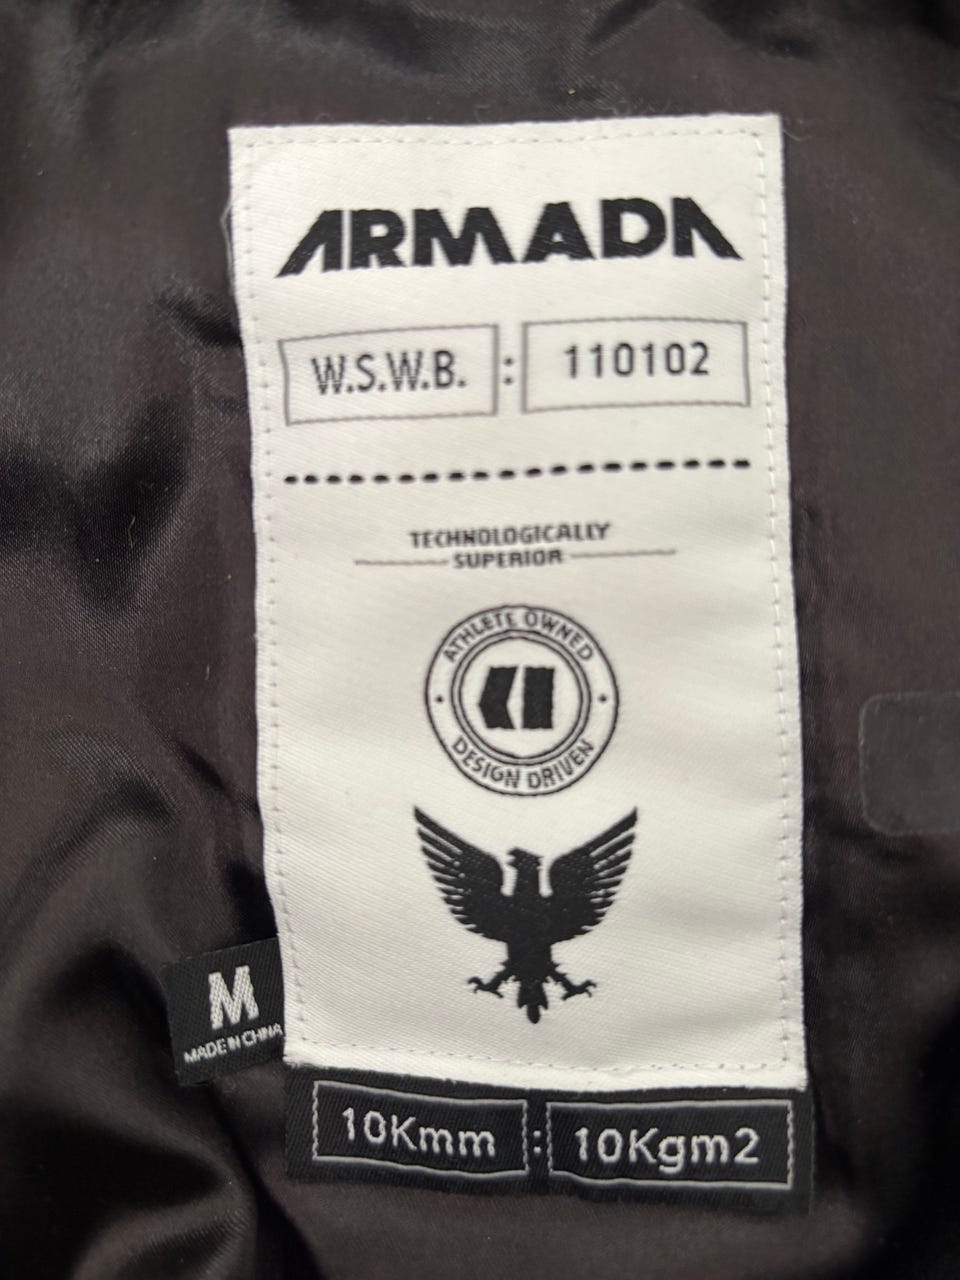 ARMADA
W.S.W.B. : 110102
TECHNOLOGICALLY
SUPERIOR
ATHLETE OWNED
DESIGN DRIVEN
M
MADE IN CHINA
10Kmm : 10Kgm2